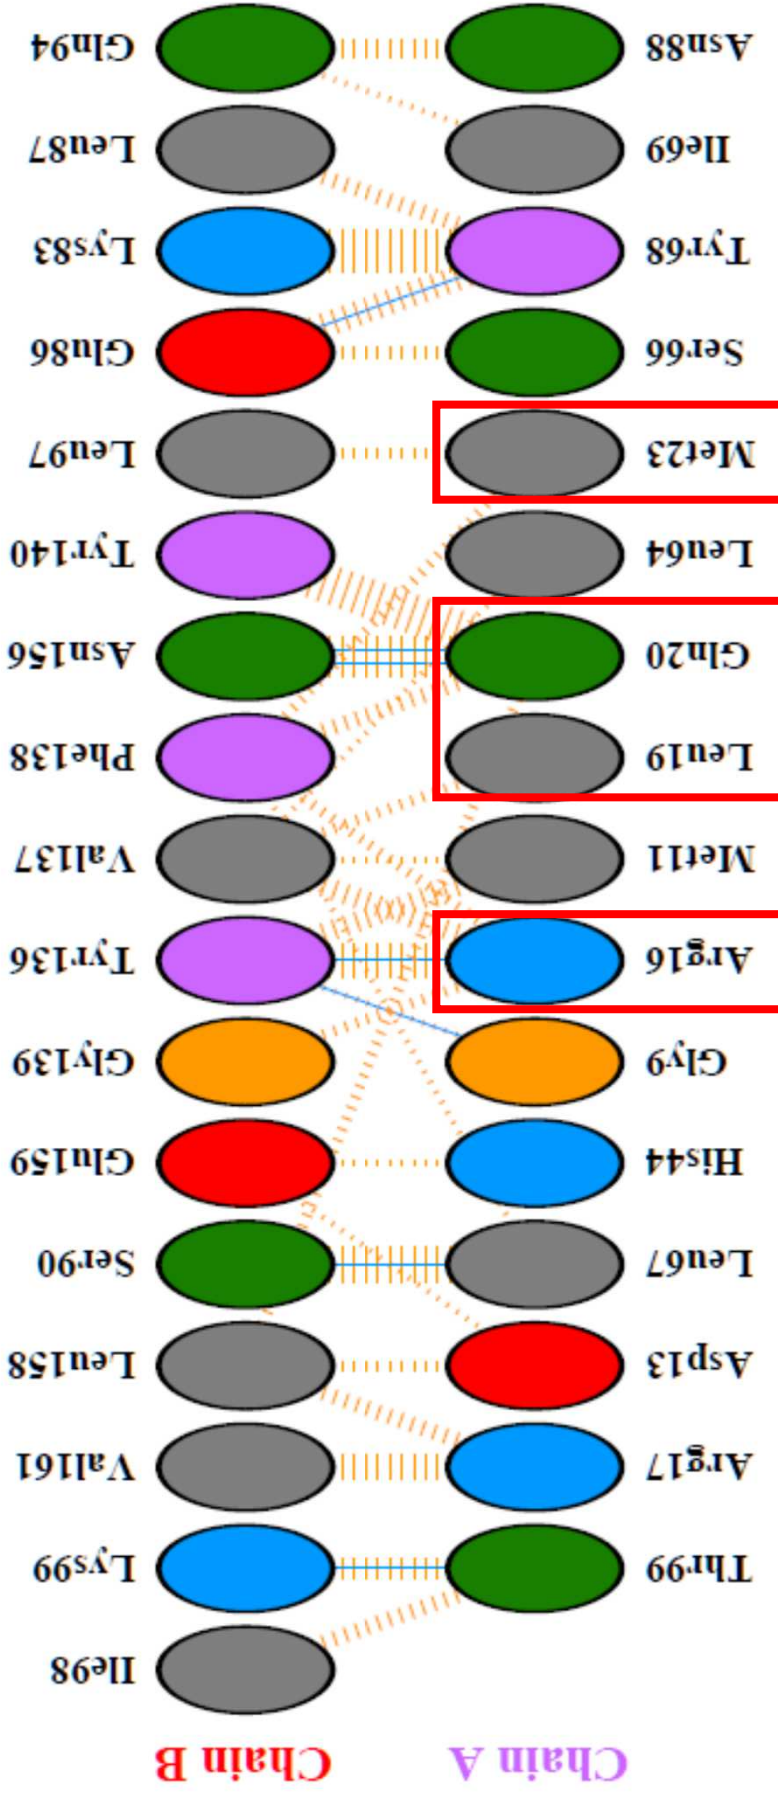 Chain A Chain B
Ile98
Thr99 Lys99
Arg17 Val161
Asp13 Leu158
Leu67 Ser90
His44 Glu159
Gly9 Gly139
Arg16 Tyr136
Met11 Val137
Leu19 Phe138
Gln20 Asn156
Leu64 Tyr140
Met23 Leu97
Ser66 Glu86
Tyr68 Lys83
Ile69 Leu87
Asn88 Gln94